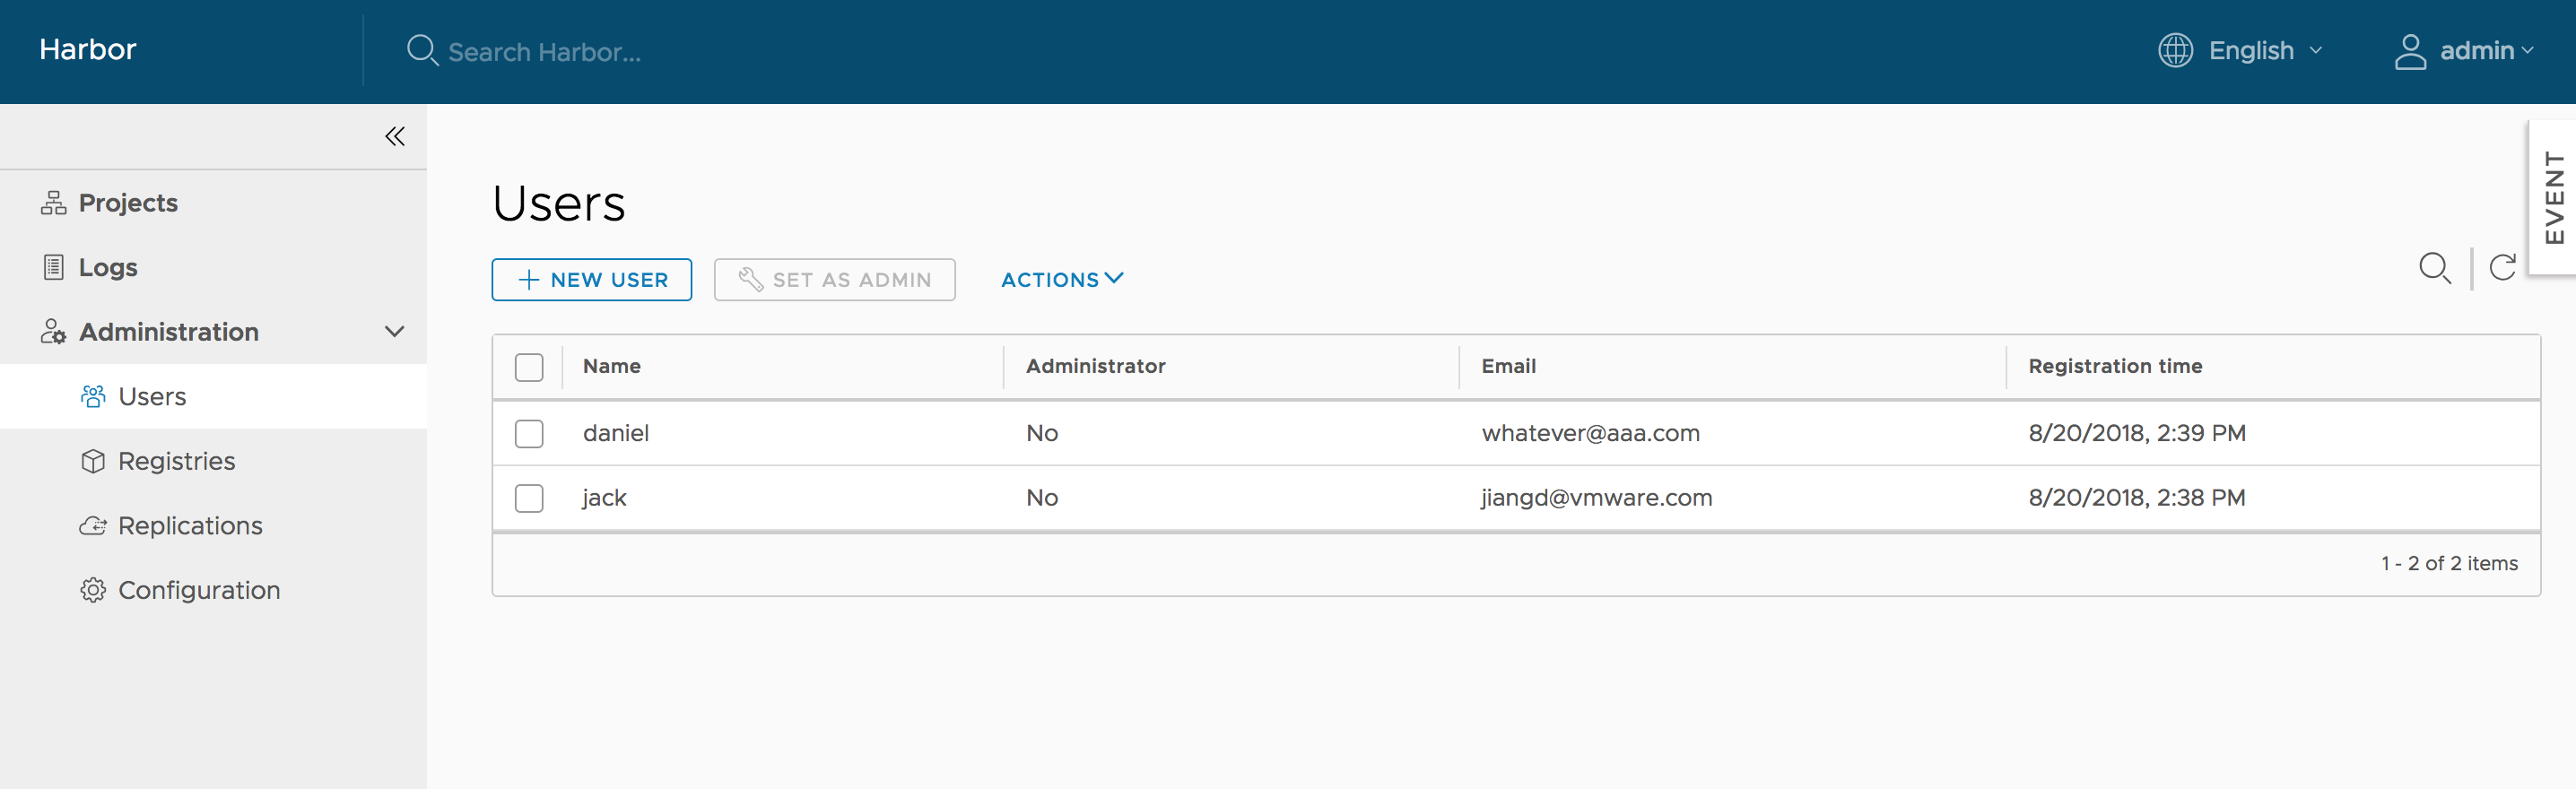 Harbor
Search Harbor...
English
admin
EVENT
Projects
Logs
Administration
Users
Registries
Replications
Configuration
Users
NEW USER SET AS ADMIN ACTIONS
Name Administrator Email Registration time
daniel No whatever@aaa.com 8/20/2018, 2:39 PM
jack No jiangd@vmware.com 8/20/2018, 2:38 PM
1 - 2 of 2 items